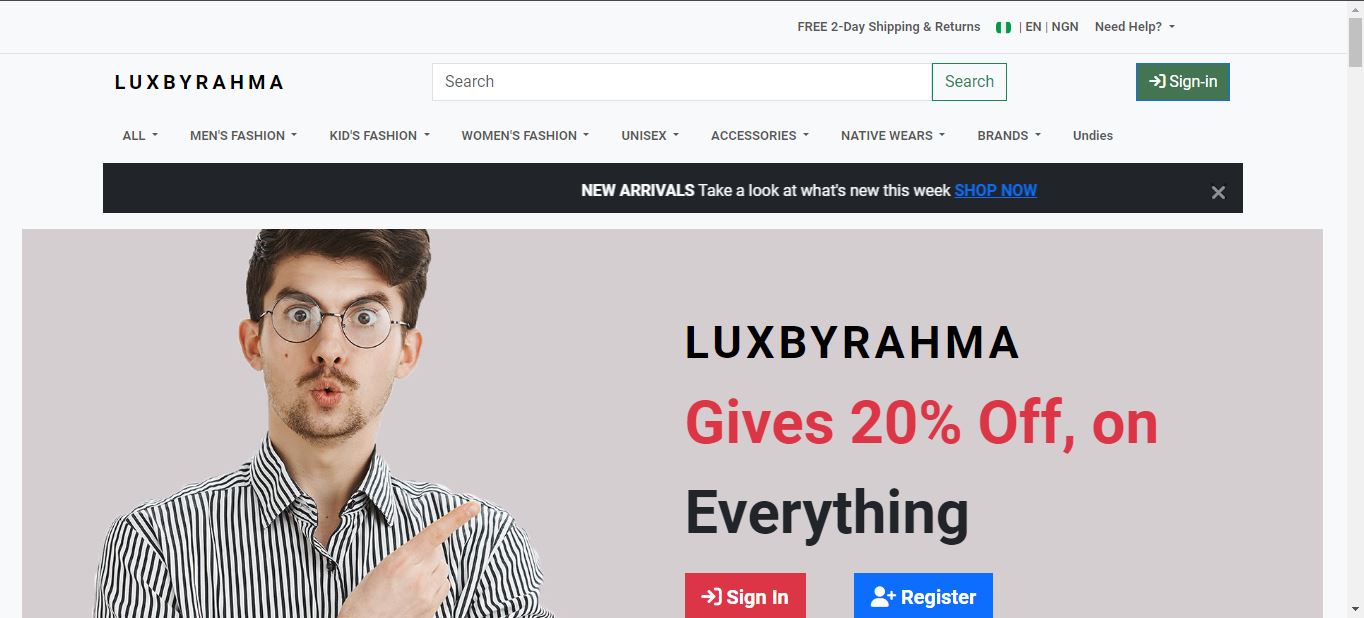 FREE 2-Day Shipping & Returns | EN | NGN Need Help?
LUXBYRAHMA Search Search Sign-in
ALL MEN'S FASHION KID'S FASHION WOMEN'S FASHION UNISEX ACCESSORIES NATIVE WEARS BRANDS Undies
NEW ARRIVALS Take a look at what's new this week SHOP NOW
LUXBYRAHMA
Gives 20% Off, on
Everything
Sign In Register